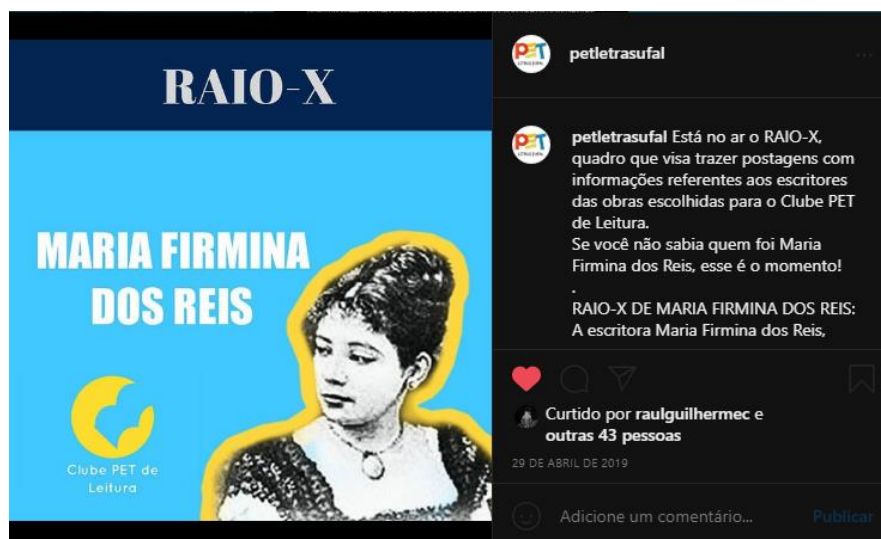 RAIO-X
MARIA FIRMINA
DOS REIS
Clube PET de
Leitura
PET
petletrasufal
PET
petletrasufal Está no ar o RAIO-X,
quadro que visa trazer postagens com
informações referentes aos escritores
das obras escolhidas para o Clube PET
de Leitura.
Se você não sabia quem foi Maria
Firmina dos Reis, esse é o momento!
.
RAIO-X DE MARIA FIRMINA DOS REIS:
A escritora Maria Firmina dos Reis,
Curtido por raulguilhermec e
outras 43 pessoas
29 DE ABRIL DE 2019
Adicione um comentário... Publicar